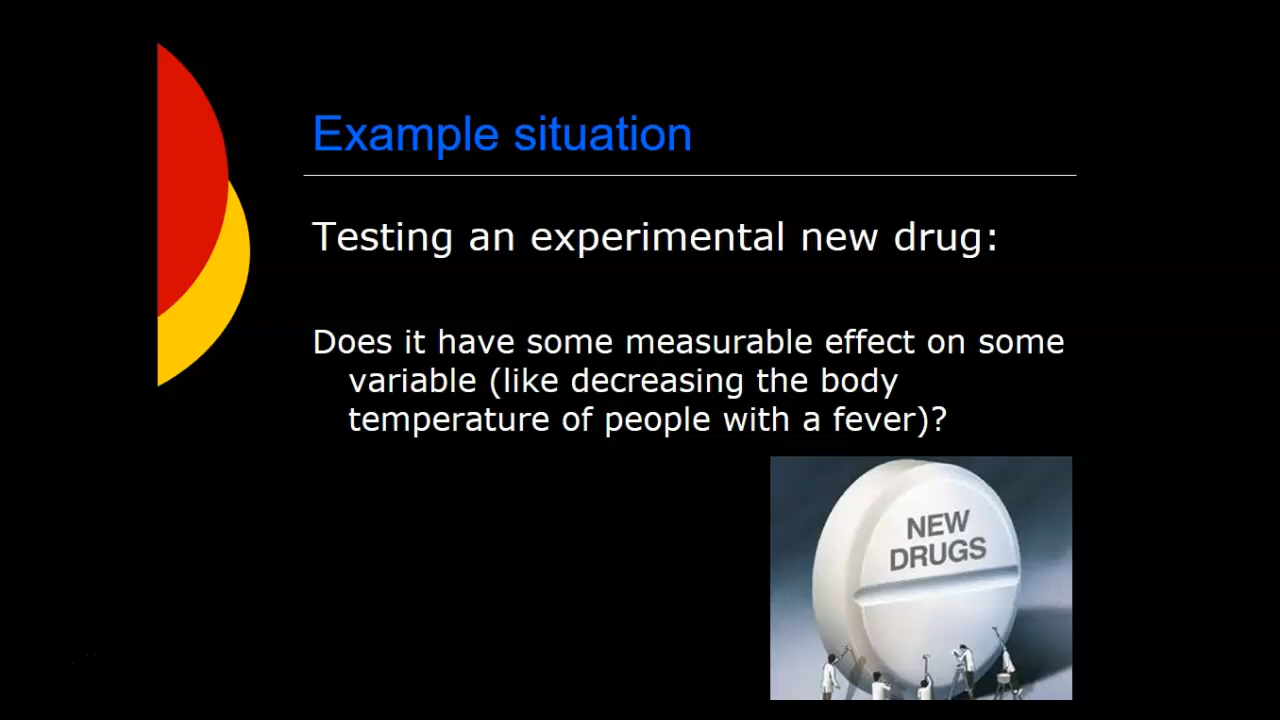 Example situation
Testing an experimental new drug:
Does it have some measurable effect on some
variable (like decreasing the body
temperature of people with a fever)?
NEW
DRUGS